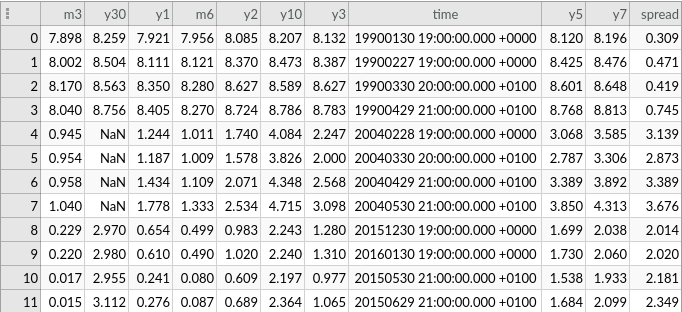 m3 y30 y1 m6 y2 y10 y3 time y5 y7 spread
0 7.898 8.259 7.921 7.956 8.085 8.207 8.132 19900130 19:00:00.000 +0000 8.120 8.196 0.309
1 8.002 8.504 8.111 8.121 8.370 8.473 8.387 19900227 19:00:00.000 +0000 8.425 8.476 0.471
2 8.170 8.563 8.350 8.280 8.627 8.589 8.627 19900330 20:00:00.000 +0100 8.601 8.648 0.419
3 8.040 8.756 8.405 8.270 8.724 8.786 8.783 19900429 21:00:00.000 +0100 8.768 8.813 0.745
4 0.945 NaN 1.244 1.011 1.740 4.084 2.247 20040228 19:00:00.000 +0000 3.068 3.585 3.139
5 0.954 NaN 1.187 1.009 1.578 3.826 2.000 20040330 20:00:00.000 +0100 2.787 3.306 2.873
6 0.958 NaN 1.434 1.109 2.071 4.348 2.568 20040429 21:00:00.000 +0100 3.389 3.892 3.389
7 1.040 NaN 1.778 1.333 2.534 4.715 3.098 20040530 21:00:00.000 +0100 3.850 4.313 3.676
8 0.229 2.970 0.654 0.499 0.983 2.243 1.280 20151230 19:00:00.000 +0000 1.699 2.038 2.014
9 0.220 2.980 0.610 0.490 1.020 2.240 1.310 20160130 19:00:00.000 +0000 1.730 2.060 2.020
10 0.017 2.955 0.241 0.080 0.609 2.197 0.977 20150530 21:00:00.000 +0100 1.538 1.933 2.181
11 0.015 3.112 0.276 0.087 0.689 2.364 1.065 20150629 21:00:00.000 +0100 1.684 2.099 2.349